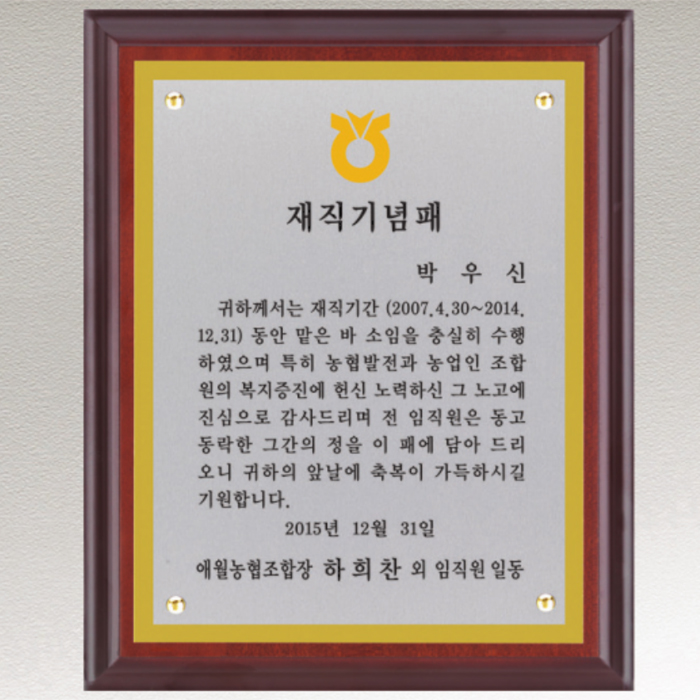 재직기념패
박 우 신
귀하께서는 재직기간 (2007.4.30~2014.
12.31) 동안 맡은 바 소임을 충실히 수행
하였으며 특히 농협발전과 농업인 조합
원의 복지증진에 헌신 노력하신 그 노고에
진심으로 감사드리며 전 임직원은 동고
동락한 그간의 정을 이 패에 담아 드리
오니 귀하의 앞날에 축복이 가득하시길
기원합니다.
2015년 12월 31일
애월농협조합장 하희찬 외 임직원 일동